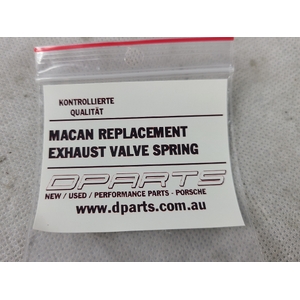 KONTROLLIERTE
QUALITÄT
MACAN REPLACEMENT
EXHAUST VALVE SPRING
DPARTS
NEW / USED / PERFORMANCE PARTS - PORSCHE
www.dparts.com.au